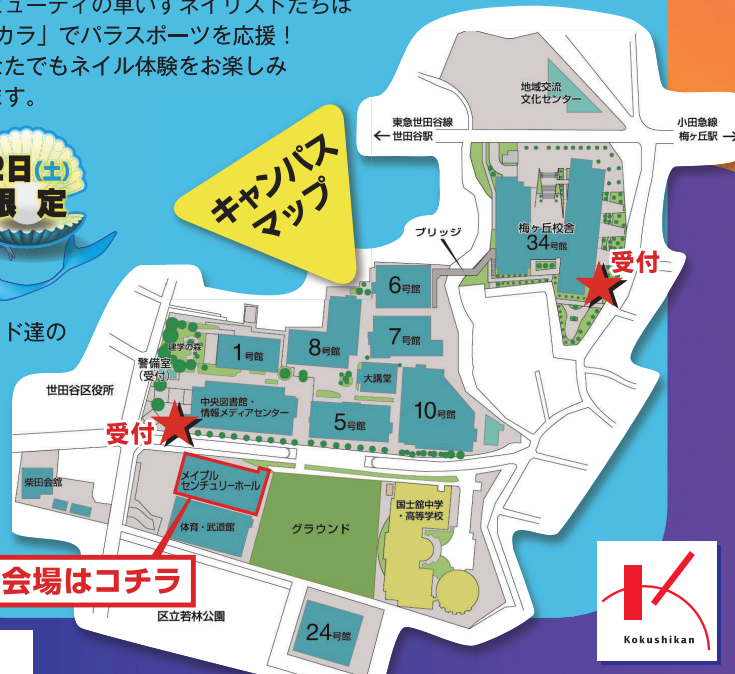 ューティの車いすネイリストたちは
カラ」でパラスポーツを応援！
なたでもネイル体験をお楽しみ
ます。
2日(土)
限定
キャンパス
マップ
地域交流
文化センター
東急世田谷線
← 世田谷駅
小田急線
梅ヶ丘駅 →
ブリッジ
梅ヶ丘校舎
34号館
受付
6号館
7号館
ド達の
建学の森
1号館
8号館
警備室
(受付)
大講堂
世田谷区役所
中央図書館・
情報メディアセンター
5号館
10号館
受付
柴田会館
メイプル
センチュリーホール
体育・武道館
グラウンド
国士館中学
・高等学校
会場はコチラ
区立若林公園
24号館
Kokushikan